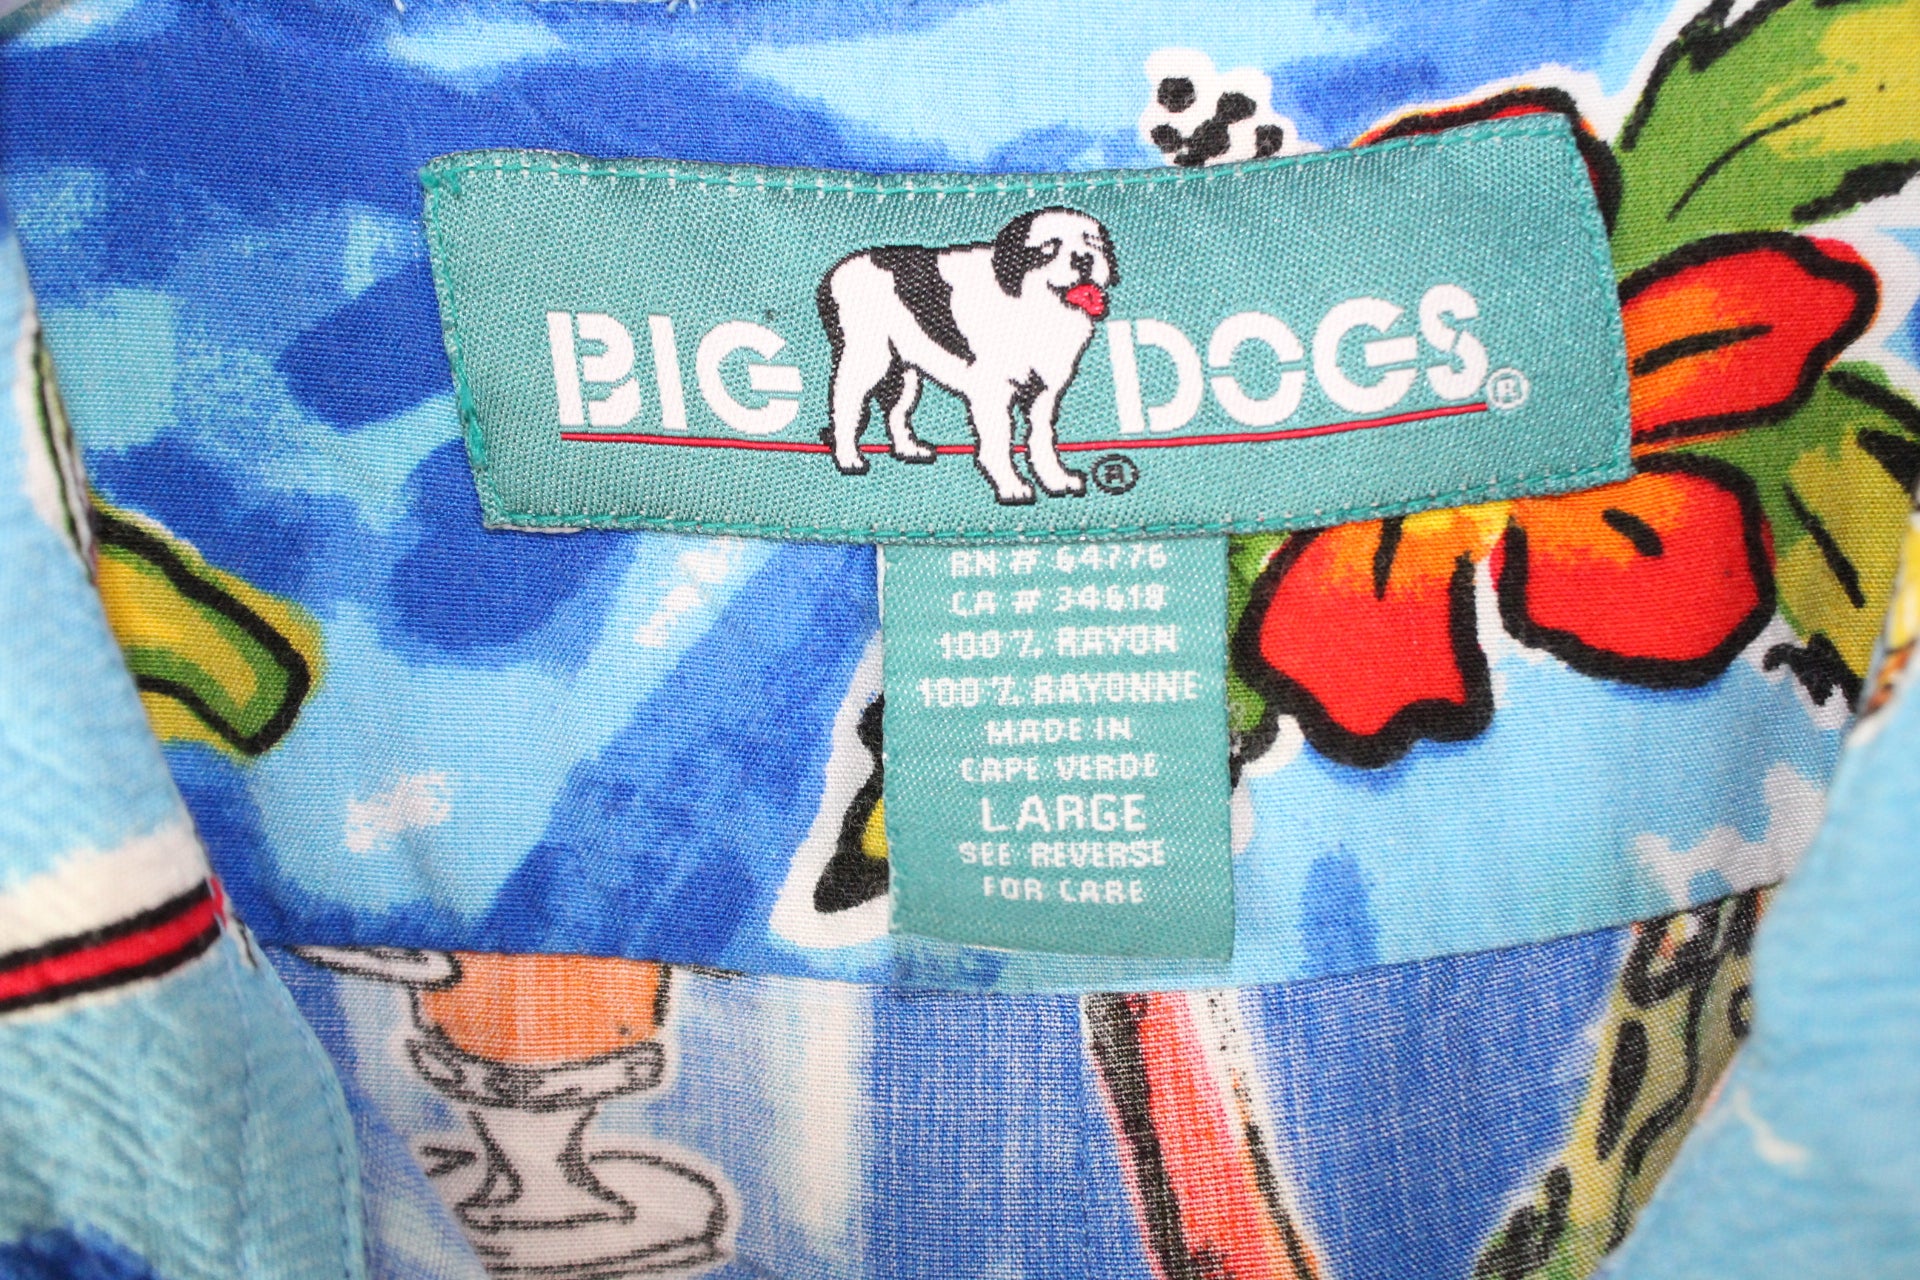 BIG DOGS®
®
RN # 64776
CA # 34618
100% RAYON
100% RAYONNE
MADE IN
CAPE VERDE
LARGE
SEE REVERSE
FOR CARE